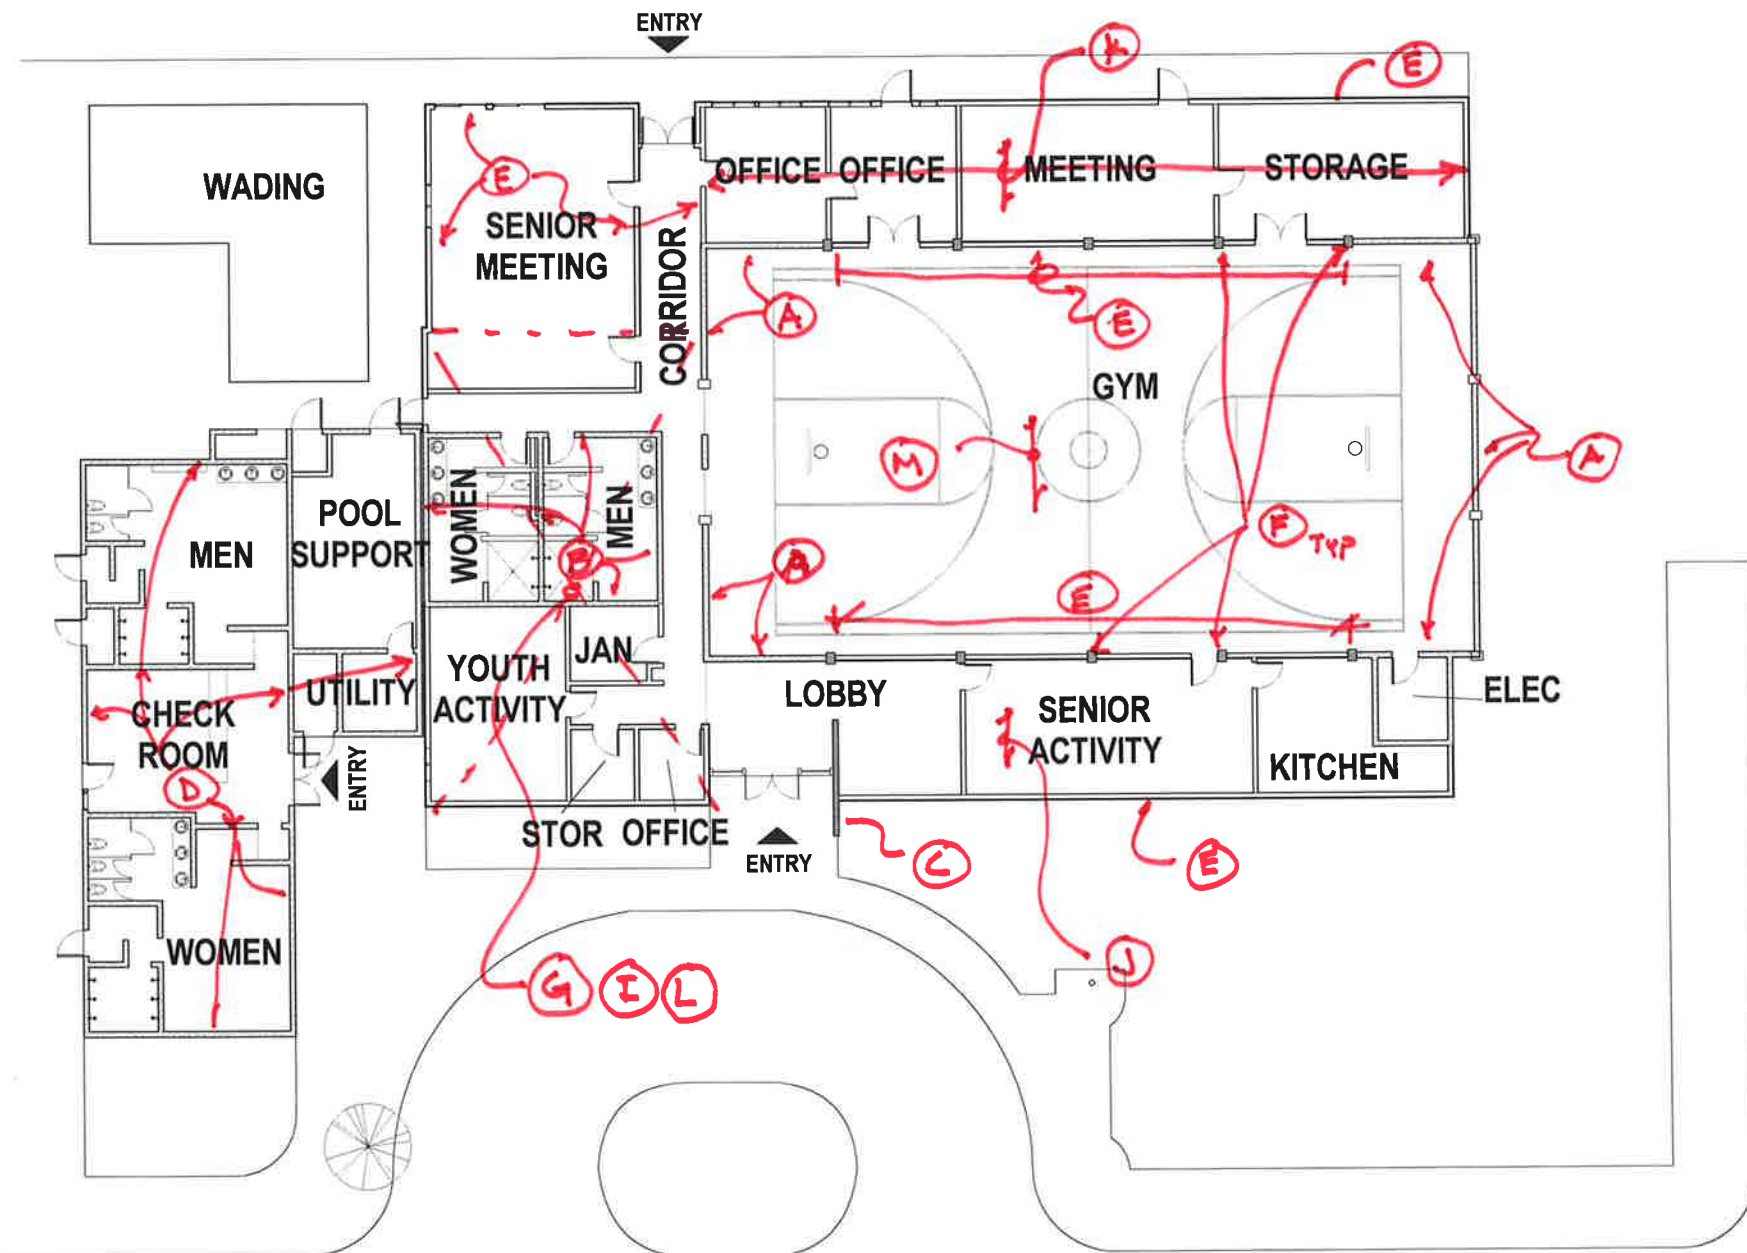 ENTRY
K
E
WADING
E
SENIOR
MEETING
CORRIDOR
OFFICE
OFFICE
MEETING
STORAGE
A
E
GYM
M
A
F TYP
A
E
MEN
POOL
SUPPORT
WOMEN
MEN
B
CHECK
ROOM
UTILITY
D
ENTRY
YOUTH
ACTIVITY
JAN
LOBBY
SENIOR
ACTIVITY
KITCHEN
ELEC
STOR
OFFICE
ENTRY
C
E
WOMEN
G I L
J